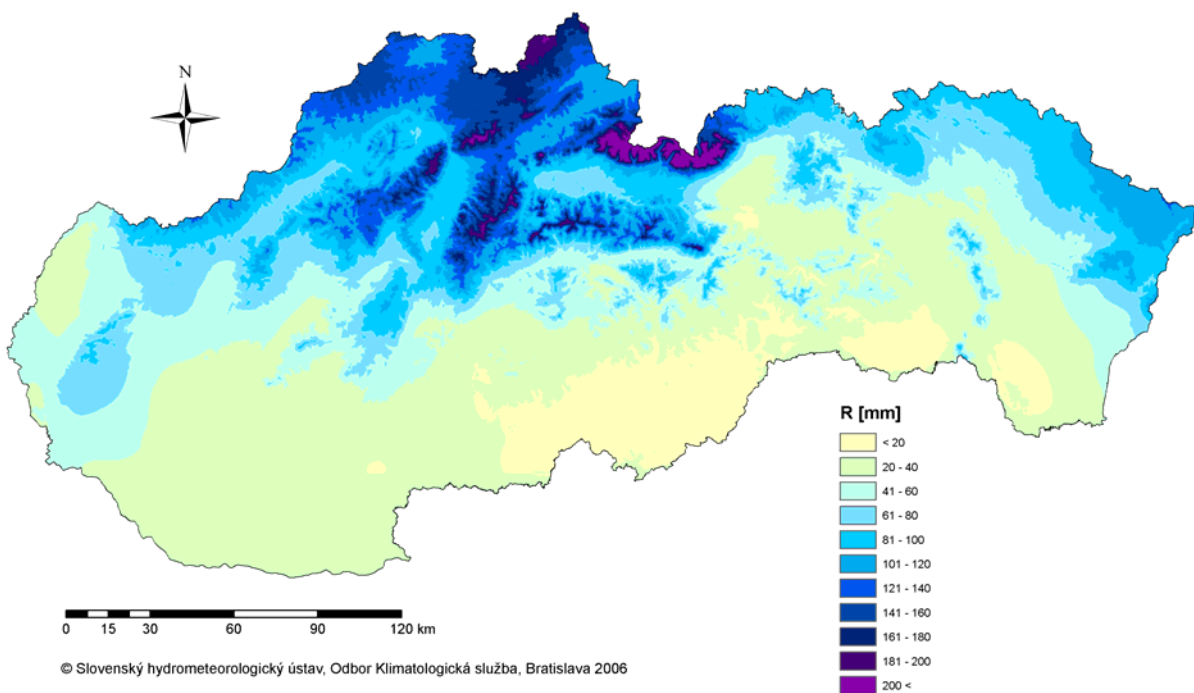 N
R [mm]
< 20
20 - 40
41 - 60
61 - 80
81 - 100
101 - 120
121 - 140
141 - 160
161 - 180
181 - 200
200 <
0 15 30 60 90 120 km
© Slovenský hydrometeorologický ústav, Odbor Klimatologická služba, Bratislava 2006